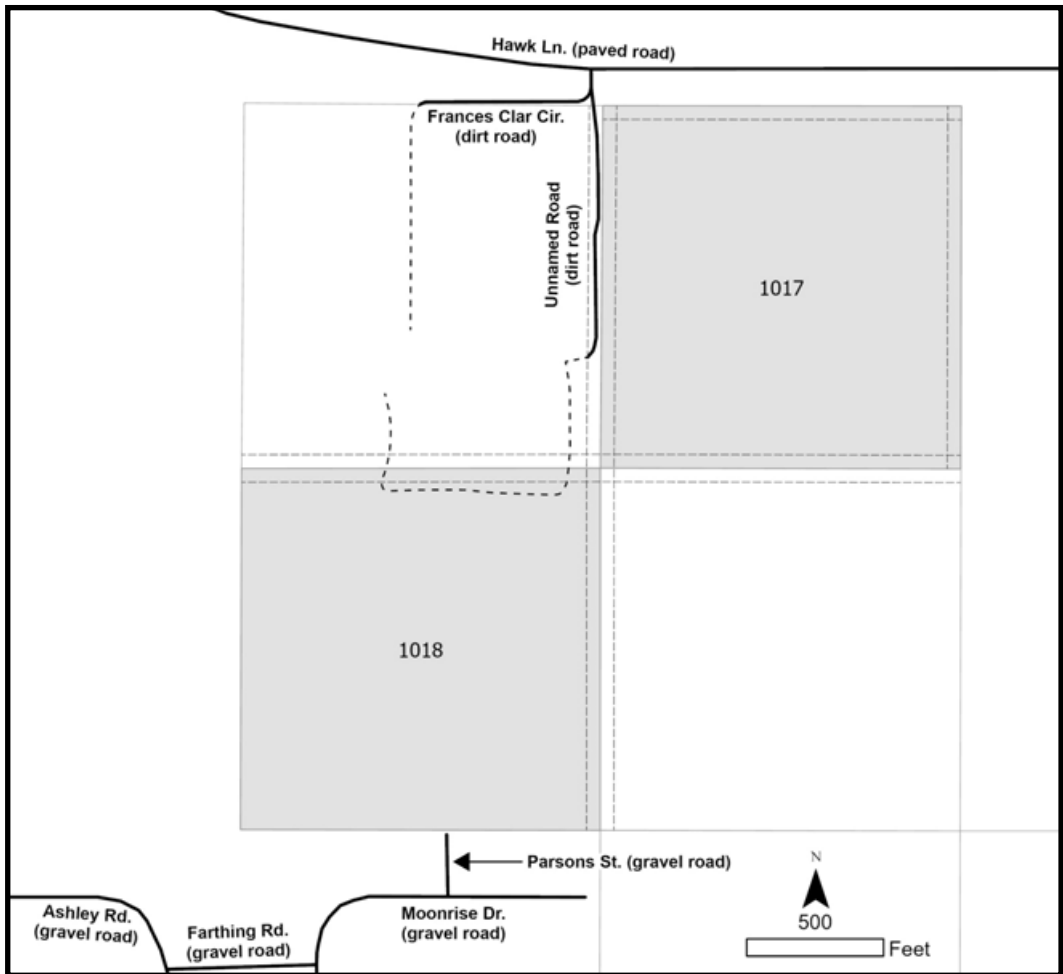 Hawk Ln. (paved road)
Frances Clar Cir.
(dirt road)
Unnamed Road
(dirt road)
1017
1018
Parsons St. (gravel road)
Ashley Rd.
(gravel road)
Farthing Rd.
(gravel road)
Moonrise Dr.
(gravel road)
N
500
Feet